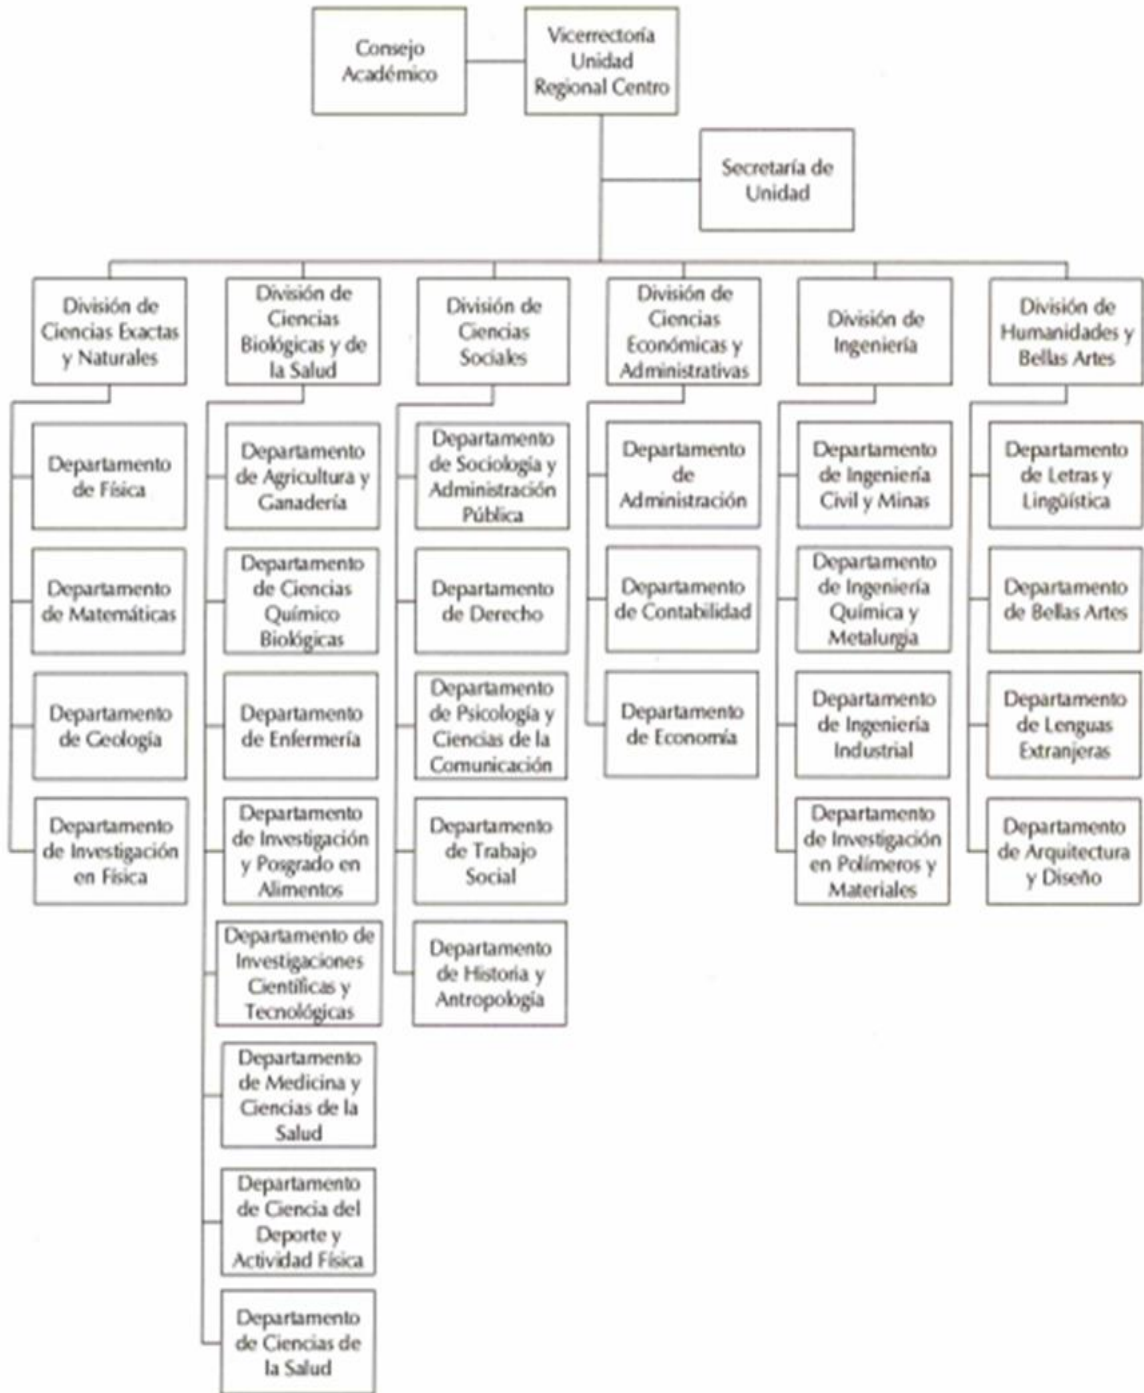 Consejo
Académico
Vicerrectoría
Unidad
Regional Centro
Secretaría de
Unidad
División de
Ciencias Exactas
y Naturales
División de
Ciencias
Biológicas y de
la Salud
División de
Ciencias
Sociales
División de
Ciencias
Económicas y
Administrativas
División de
Ingeniería
División de
Humanidades y
Bellas Artes
Departamento
de Física
Departamento
de Matemáticas
Departamento
de Geología
Departamento
de Investigación
en Física
Departamento
de Agricultura y
Ganadería
Departamento
de Ciencias
Químico
Biológicas
Departamento
de Enfermería
Departamento
de Investigación
y Posgrado en
Alimentos
Departamento de
Investigaciones
Científicas y
Tecnológicas
Departamento
de Medicina y
Ciencias de la
Salud
Departamento
de Ciencia del
Deporte y
Actividad Física
Departamento
de Ciencias de
la Salud
Departamento
de Sociología y
Administración
Pública
Departamento
de Derecho
Departamento
de Psicología y
Ciencias de la
Comunicación
Departamento
de Trabajo
Social
Departamento
de Historia y
Antropología
Departamento
de
Administración
Departamento
de Contabilidad
Departamento
de Economía
Departamento
de Ingeniería
Civil y Minas
Departamento
de Ingeniería
Química y
Metalurgia
Departamento
de Ingeniería
Industrial
Departamento
de Investigación
en Polímeros y
Materiales
Departamento
de Letras y
Lingüística
Departamento
de Bellas Artes
Departamento
de Lenguas
Extranjeras
Departamento
de Arquitectura
y Diseño